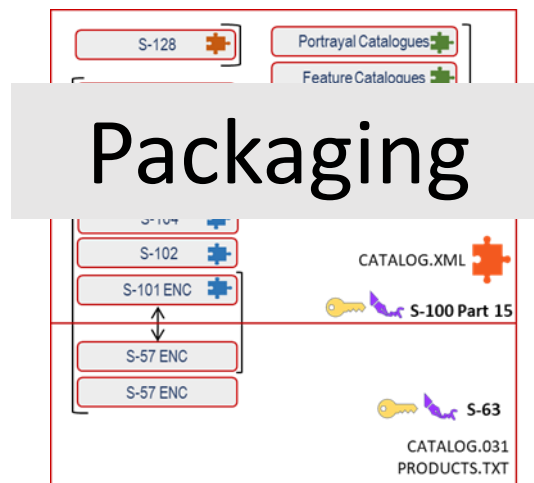 S-128
Portrayal Catalogues
Feature Catalogues
Packaging
S-104
S-102
CATALOG.XML
S-101 ENC
S-100 Part 15
S-57 ENC
S-57 ENC
S-63
CATALOG.031
PRODUCTS.TXT